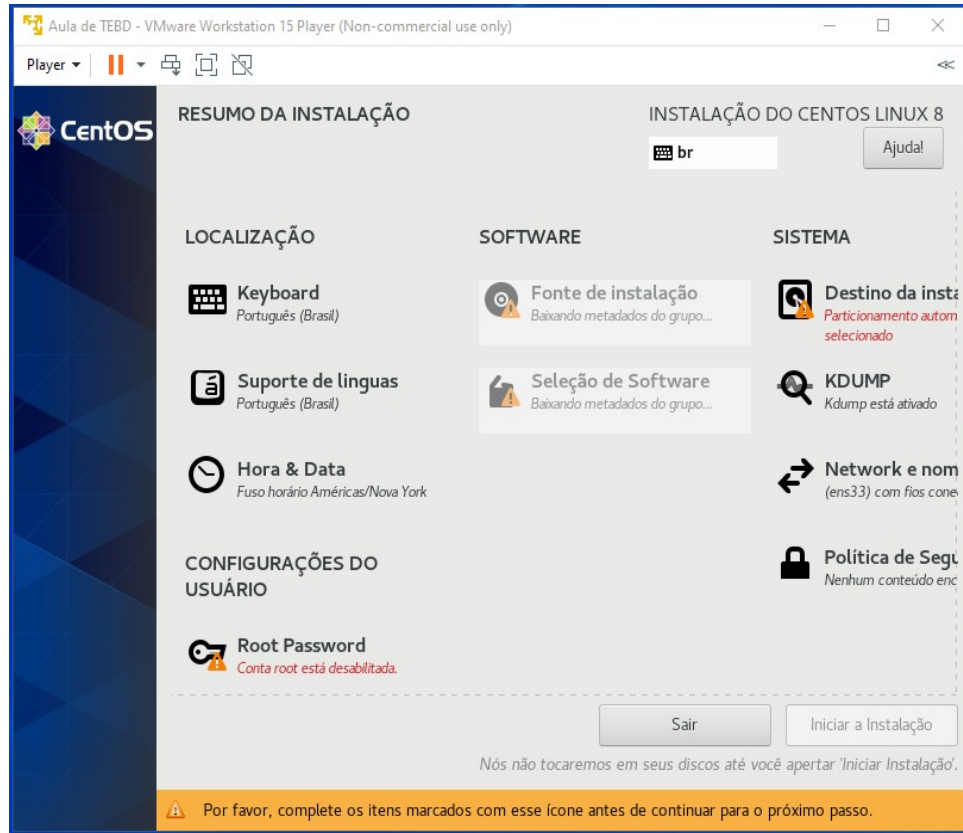 Aula de TEBD - VMware Workstation 15 Player (Non-commercial use only)
Player
CentOS
RESUMO DA INSTALAÇÃO
INSTALAÇÃO DO CENTOS LINUX 8
br
Ajuda!
LOCALIZAÇÃO
Keyboard
Português (Brasil)
Suporte de linguas
Português (Brasil)
Hora & Data
Fuso horário Américas/Nova York
CONFIGURAÇÕES DO
USUÁRIO
Root Password
Conta root está desabilitada.
SOFTWARE
Fonte de instalação
Baixando metadados do grupo...
Seleção de Software
Baixando metadados do grupo...
SISTEMA
Destino da insta
Particionamento autom
selecionado
KDUMP
Kdump está ativado
Network e nom
(ens33) com fios cone
Política de Segu
Nenhum conteúdo enc
Sair
Iniciar a Instalação
Nós não tocaremos em seus discos até você apertar 'Iniciar Instalação'.
Por favor, complete os itens marcados com esse ícone antes de continuar para o próximo passo.